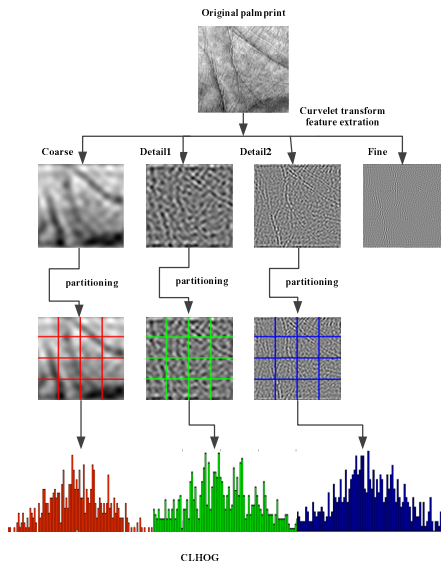 Original palmprint
Curvelet transform
feature extration
Coarse
Detail1
Detail2
Fine
partitioning
partitioning
partitioning
CLHOG